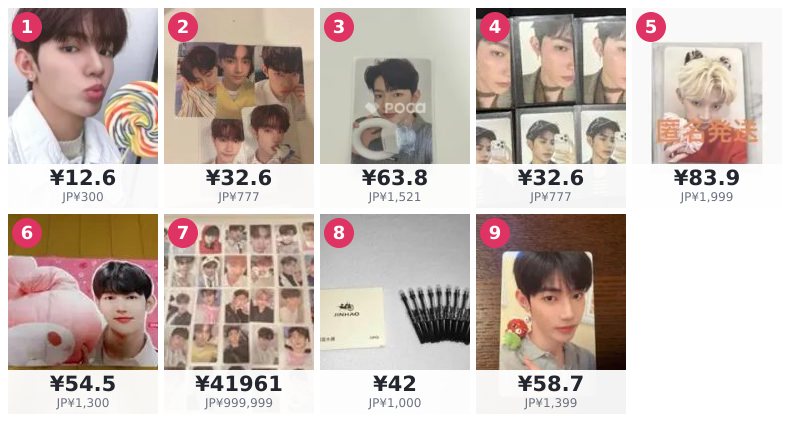 1
2
3
4
5
POCA
匿名発送
¥12.6
JP¥300
¥32.6
JP¥777
¥63.8
JP¥1,521
¥32.6
JP¥777
¥83.9
JP¥1,999
6
7
8
9
JINHAO
¥54.5
JP¥1,300
¥41961
JP¥999,999
¥42
JP¥1,000
¥58.7
JP¥1,399